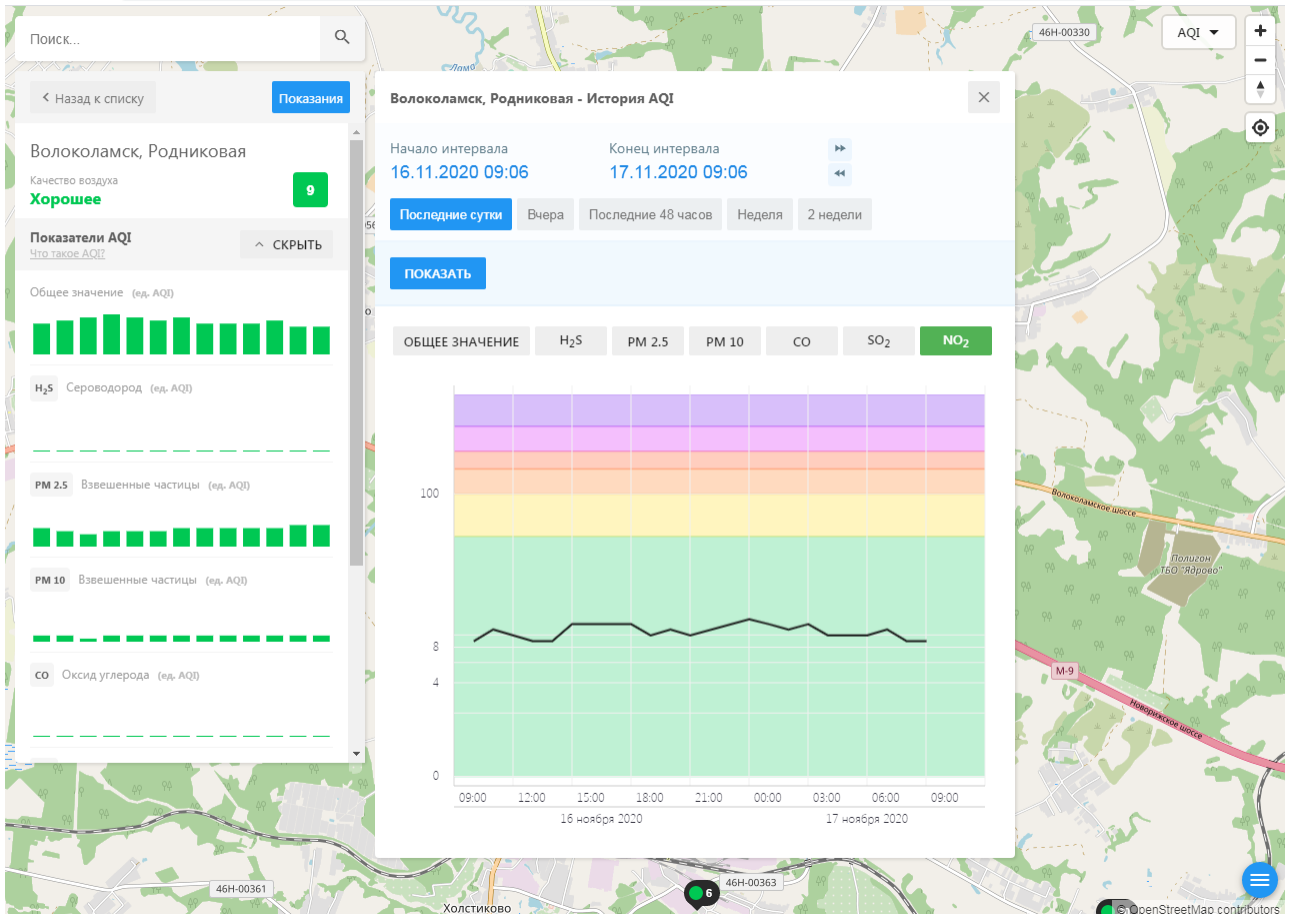 Поиск...
46Н-00330
AQI
Ламо
Назад к списку
Показания
Волоколамск, Родниковая - История AQI
Волоколамск, Родниковая
Качество воздуха
Хорошее
9
Начало интервала
Конец интервала
16.11.2020 09:06
17.11.2020 09:06
Последние сутки
Вчера
Последние 48 часов
Неделя
2 недели
Показатели AQI
Что такое AQI?
СКРЫТЬ
ПОКАЗАТЬ
Общее значение (ед. AQI)
ОБЩЕЕ ЗНАЧЕНИЕ
H2S
PM 2.5
PM 10
CO
SO2
NO2
H2S Сероводород (ед. AQI)
PM 2.5 Взвешенные частицы (ед. AQI)
PM 10 Взвешенные частицы (ед. AQI)
CO Оксид углерода (ед. AQI)
100
8
4
0
09:00 12:00 15:00 18:00 21:00 00:00 03:00 06:00 09:00
16 ноября 2020
17 ноября 2020
Волоколамское шоссе
Полигон
ТБО "Ядрово"
М-9
Новорижское шоссе
46Н-00361
6
46Н-00363
Холстиково
© OpenStreetMap contributors